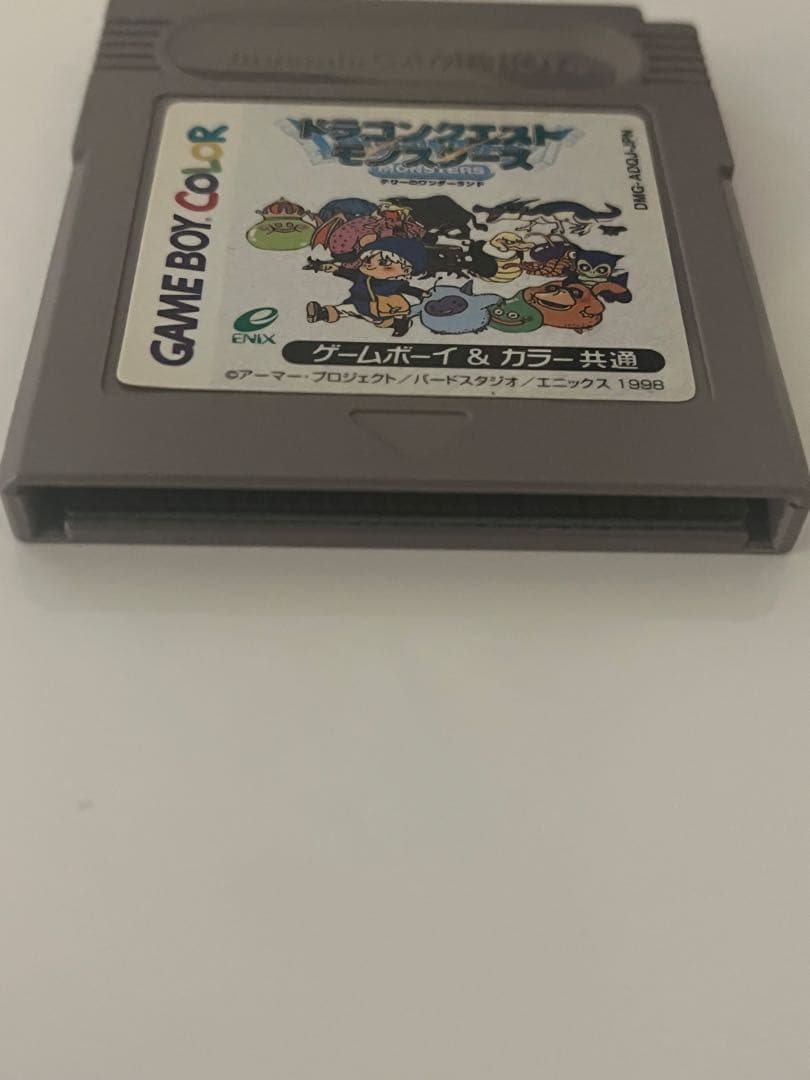 ドラゴンクエスト
モンスターズ
MONSTERS
テリーのワンダーランド
GAME BOY COLOR
DMG-ADQJ-JPN
ENIX
ゲームボーイ & カラー共通
©アーマー・プロジェクト/バードスタジオ/エニックス 1998